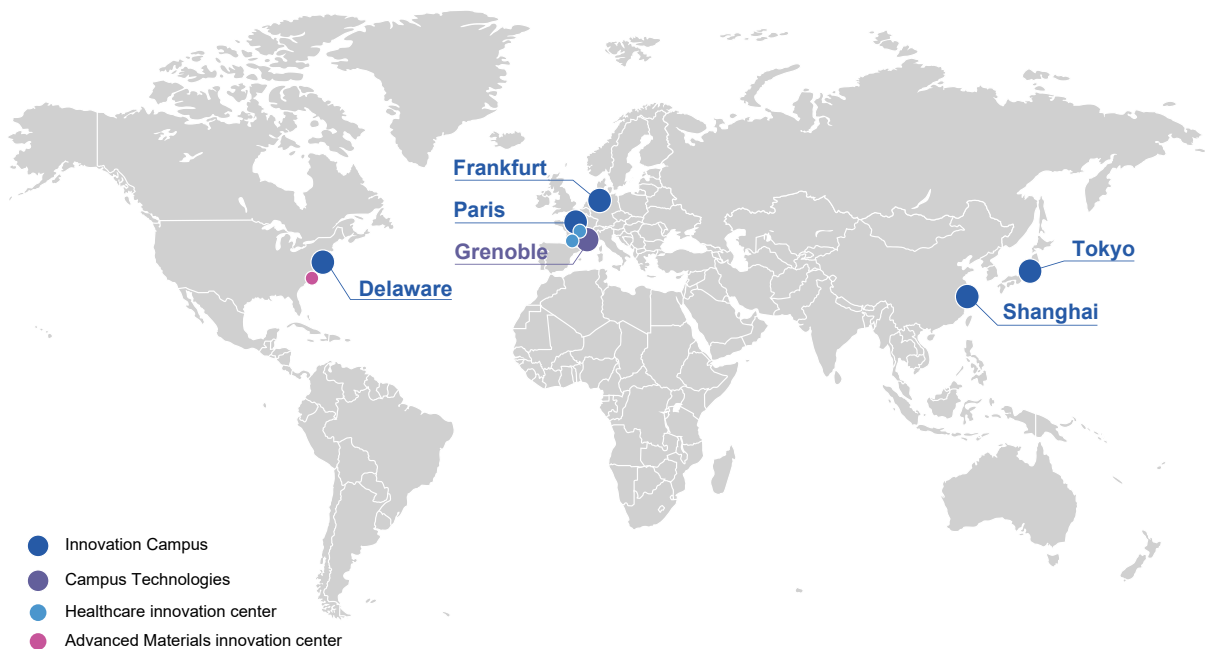 Frankfurt
Paris
Grenoble
Delaware
Tokyo
Shanghai
Innovation Campus
Campus Technologies
Healthcare innovation center
Advanced Materials innovation center